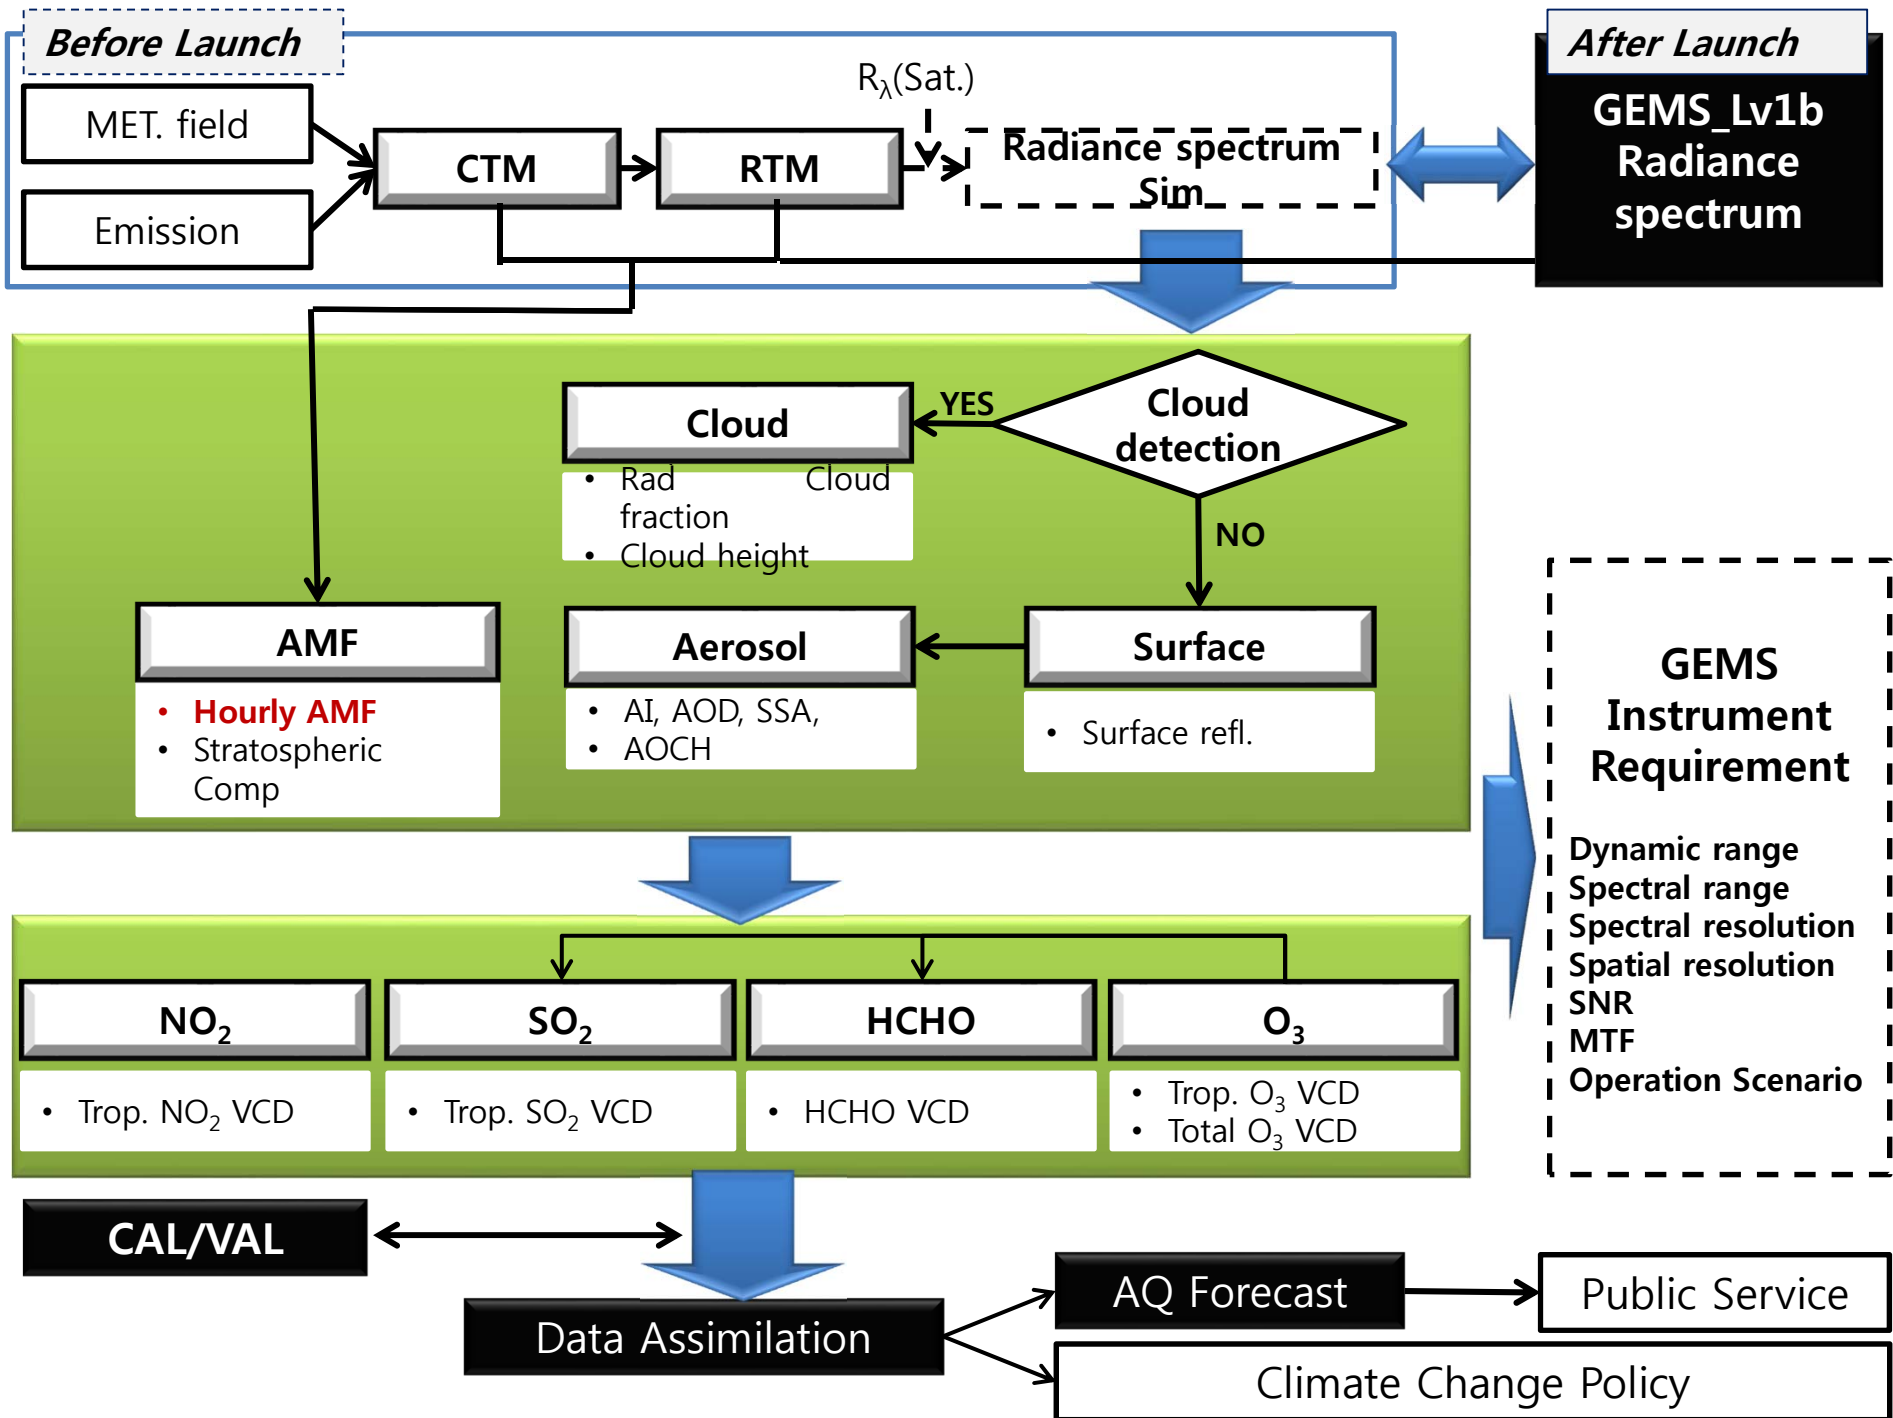 Before Launch
After Launch
MET. field
Emission
CTM
RTM
Rλ(Sat.)
Radiance spectrum
Sim
GEMS_Lv1b
Radiance
spectrum
Cloud
detection
YES
NO
Cloud
• Rad Cloud
fraction
• Cloud height
AMF
• Hourly AMF
• Stratospheric
Comp
Aerosol
• AI, AOD, SSA,
• AOCH
Surface
• Surface refl.
GEMS
Instrument
Requirement
Dynamic range
Spectral range
Spectral resolution
Spatial resolution
SNR
MTF
Operation Scenario
NO₂
• Trop. NO₂ VCD
SO₂
• Trop. SO₂ VCD
HCHO
• HCHO VCD
O₃
• Trop. O₃ VCD
• Total O₃ VCD
CAL/VAL
Data Assimilation
AQ Forecast
Public Service
Climate Change Policy